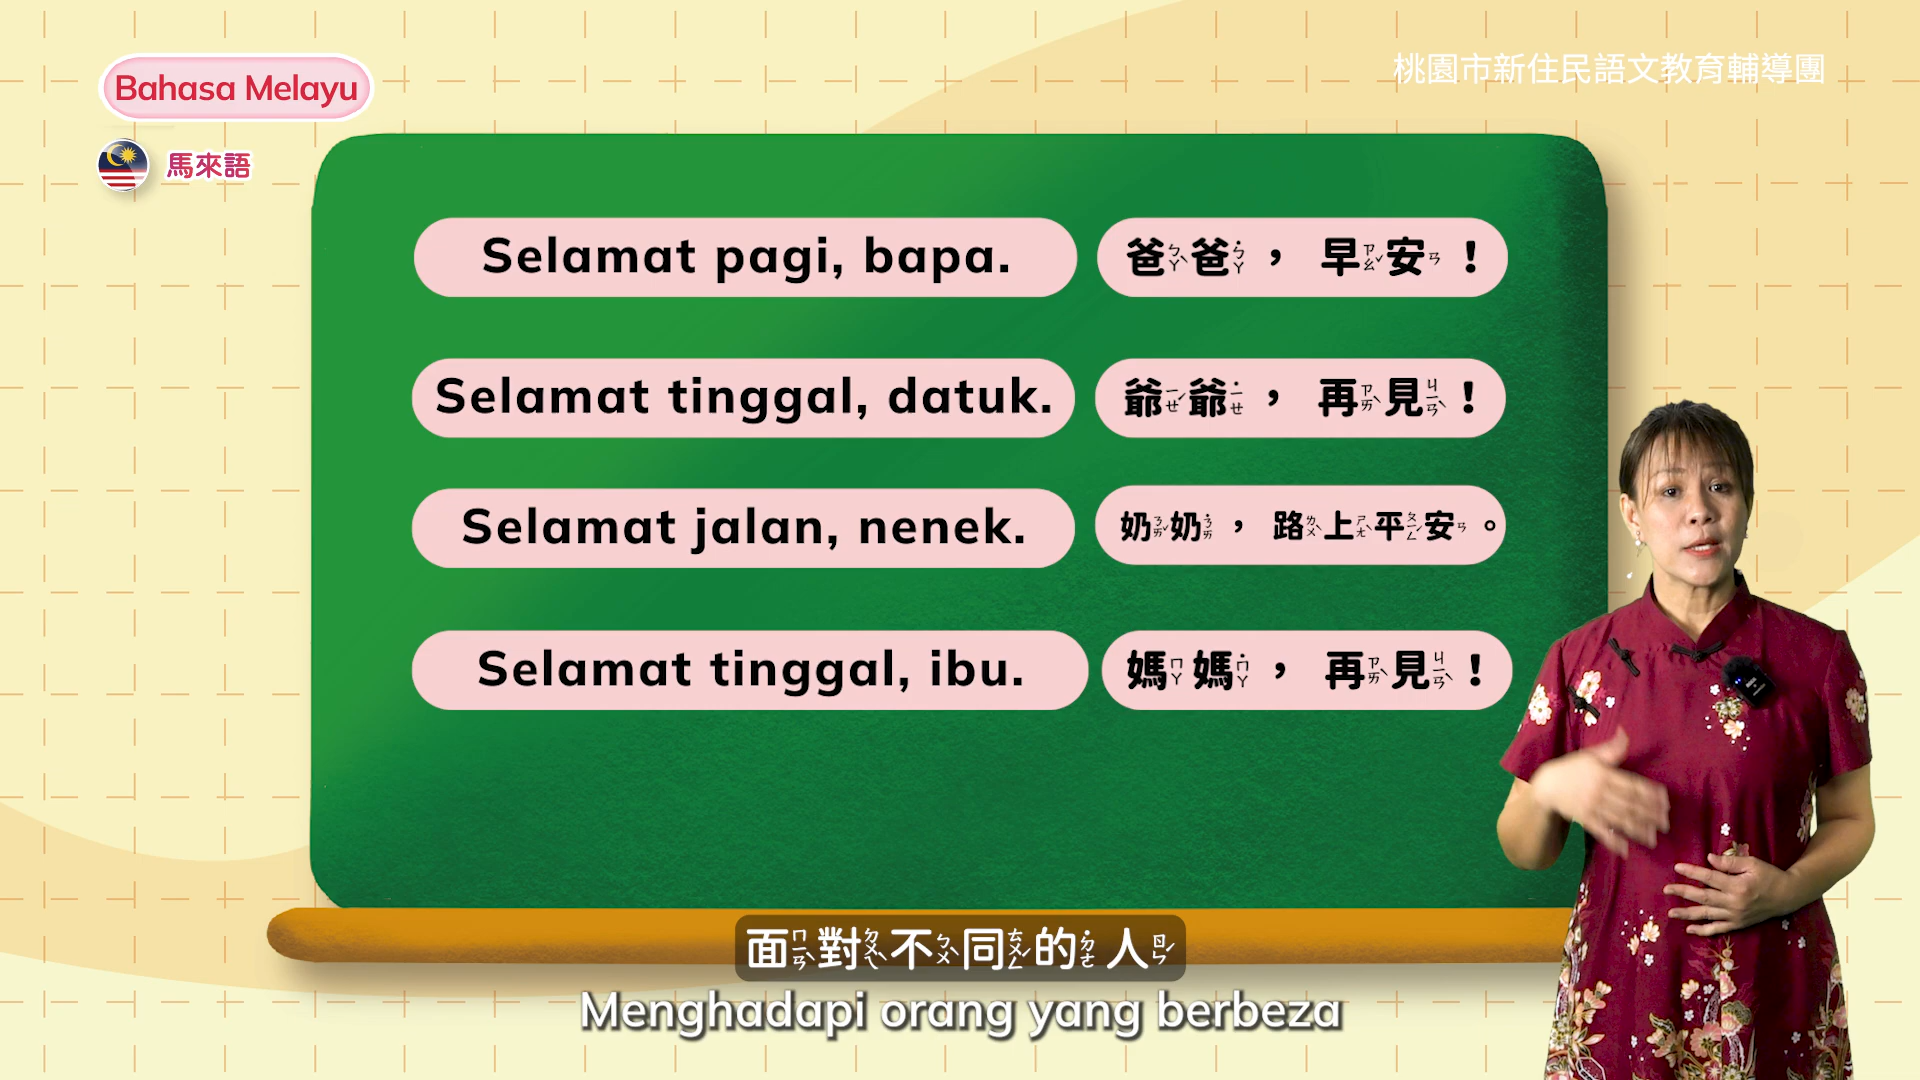 Bahasa Melayu
桃園市新住民語文教育輔導團
馬來語
Selamat pagi, bapa. 爸爸，早安！
Selamat tinggal, datuk. 爺爺，再見！
Selamat jalan, nenek. 奶奶，路上平安。
Selamat tinggal, ibu. 媽媽，再見！
面對不同的人
Menghadapi orang yang berbeza